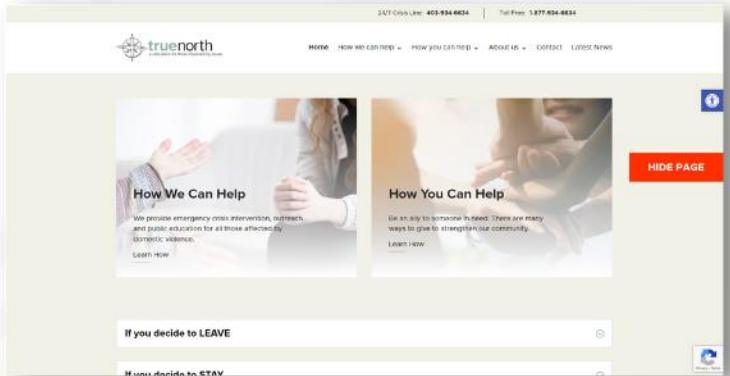 24/7 Crisis Line: 403-934-6634 Toll Free: 1-877-934-6634
truenorth
Home How we can help How you can help About us Contact Latest News
HIDE PAGE
How We Can Help
We provide emergency crisis intervention, outreach
and public education for all those affected by
domestic violence.
Learn How
How You Can Help
Be an ally to someone in need. There are many
ways to give to strengthen our community.
Learn How
If you decide to LEAVE
If you decide to STAY